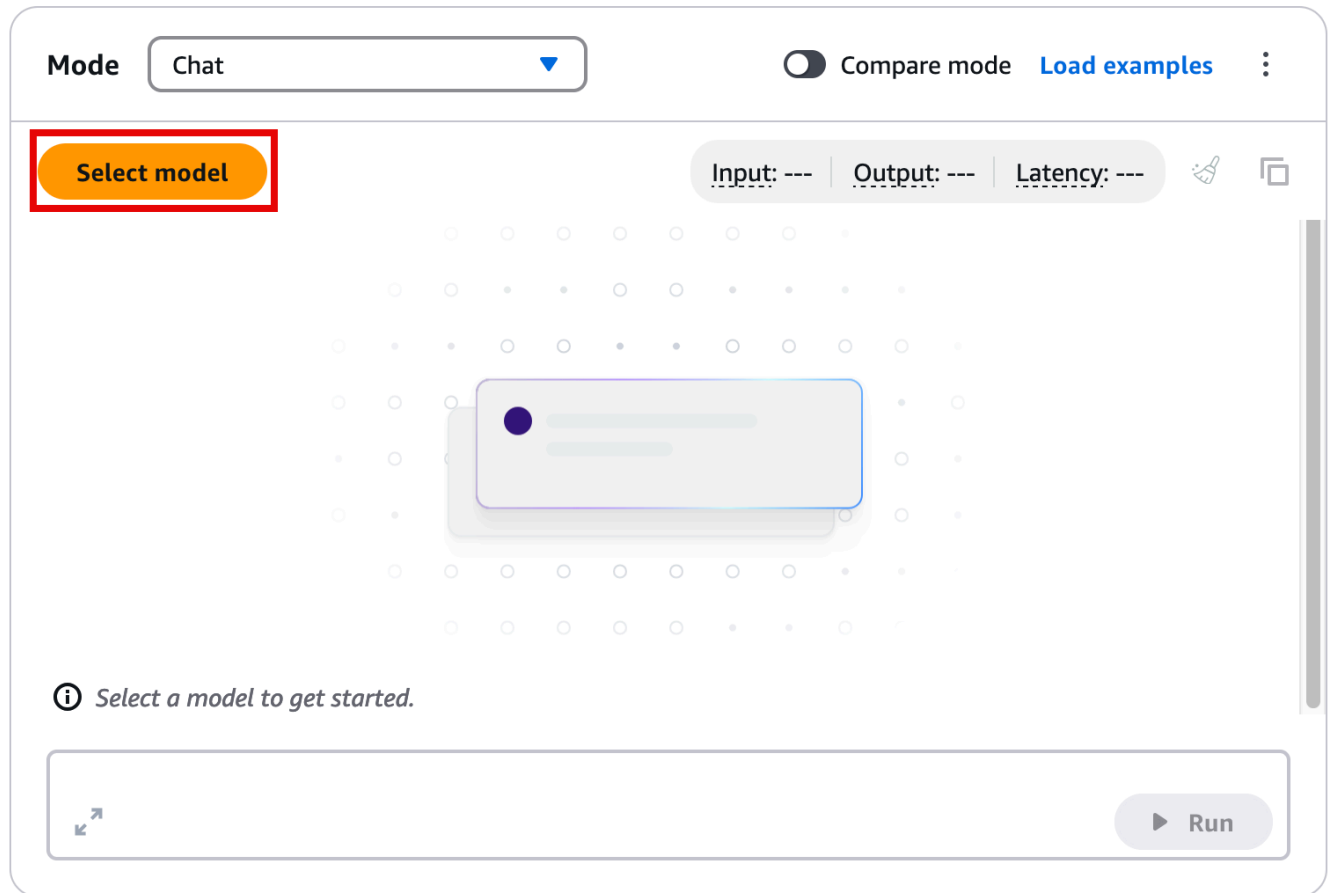 Mode Chat Compare mode Load examples
Select model Input: --- Output: --- Latency: ---
Select a model to get started.
Run